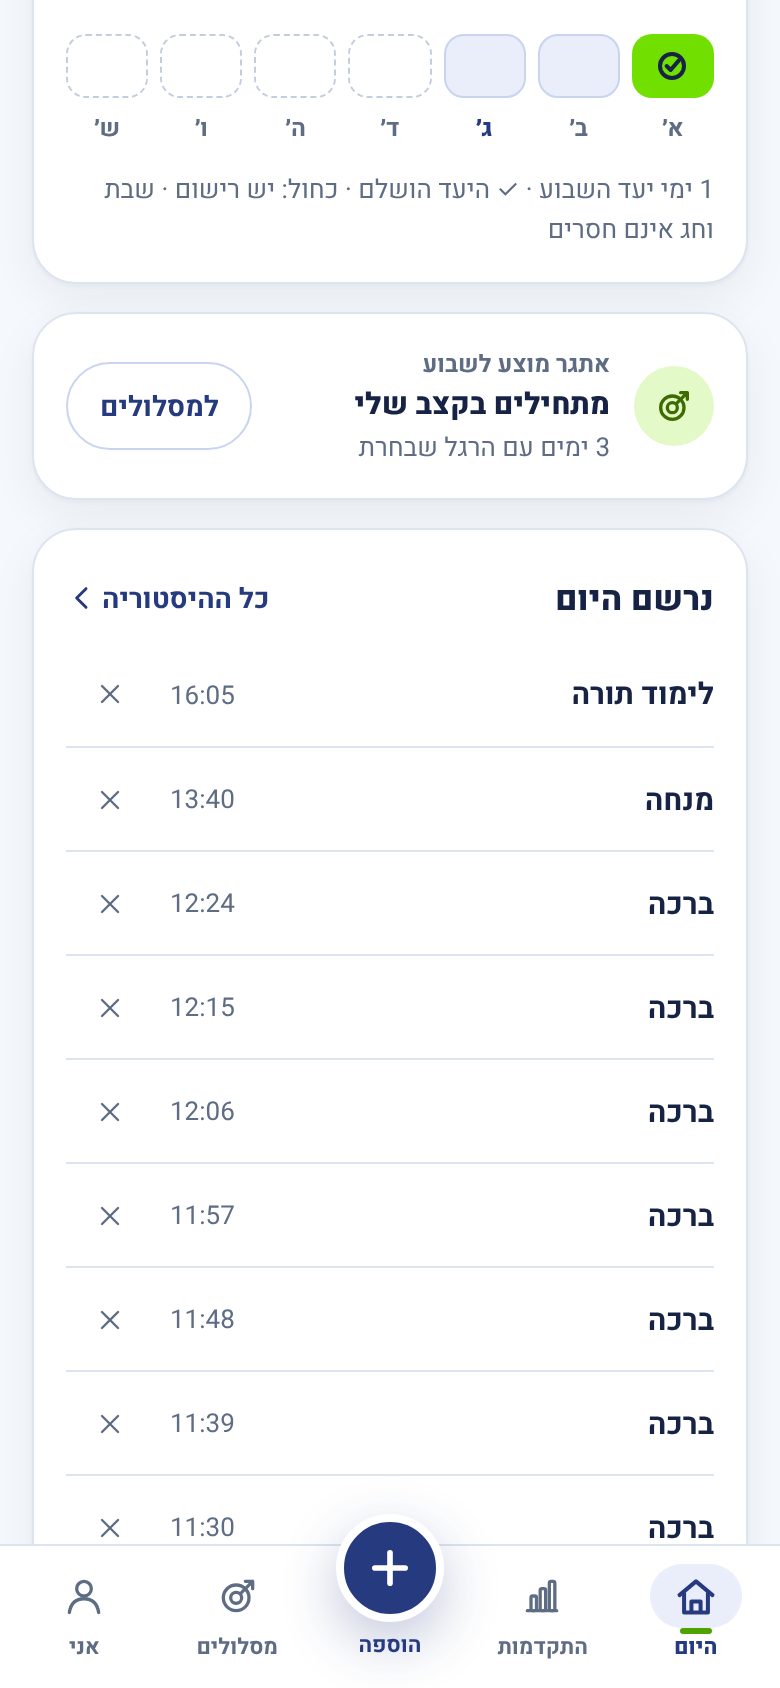 א׳ ב׳ ג׳ ד׳ ה׳ ו׳ ש׳
1 ימי יעד השבוע · ✓ היעד הושלם · כחול: יש רישום · שבת
וחג אינם חסרים
אתגר מוצע לשבוע
מתחילים בקצב שלי
3 ימים עם הרגל שבחרת
למסלולים
נרשם היום
כל ההיסטוריה
לימוד תורה 16:05
מנחה 13:40
ברכה 12:24
ברכה 12:15
ברכה 12:06
ברכה 11:57
ברכה 11:48
ברכה 11:39
ברכה 11:30
היום התקדמות הוספה מסלולים אני